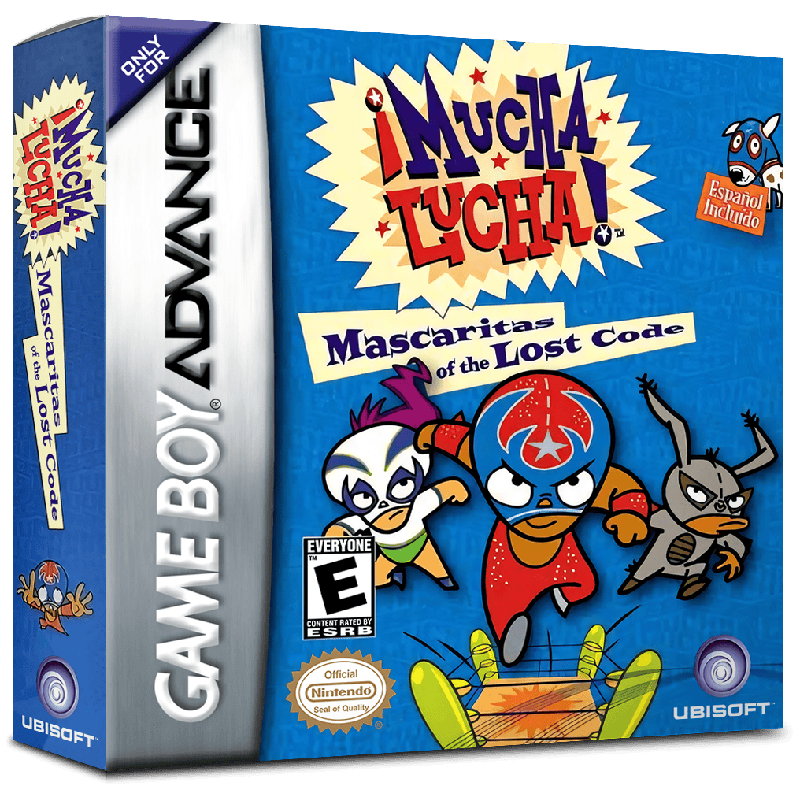 ¡MUCHA
LUCHA!
Mascaritas
of the Lost Code
UBISOFT
ONLY
FOR
GAME BOY ADVANCE
®
¡MUCHA
LUCHA!
TM
Español
Incluido
Mascaritas
of the Lost Code
EVERYONE
E
CONTENT RATED BY
ESRB
Official
Nintendo
Seal of Quality
UBISOFT